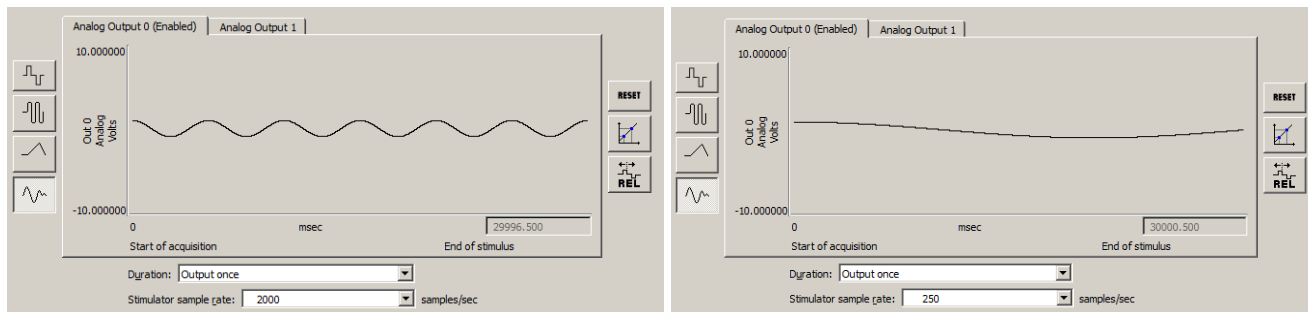 Analog Output 0 (Enabled) Analog Output 1
10.000000
Out 0
Analog
Volts
-10.000000
0 msec 29996.500
Start of acquisition End of stimulus
Duration: Output once
Stimulator sample rate: 2000 samples/sec
RESET
REL
Analog Output 0 (Enabled) Analog Output 1
10.000000
Out 0
Analog
Volts
-10.000000
0 msec 30000.500
Start of acquisition End of stimulus
Duration: Output once
Stimulator sample rate: 250 samples/sec
RESET
REL